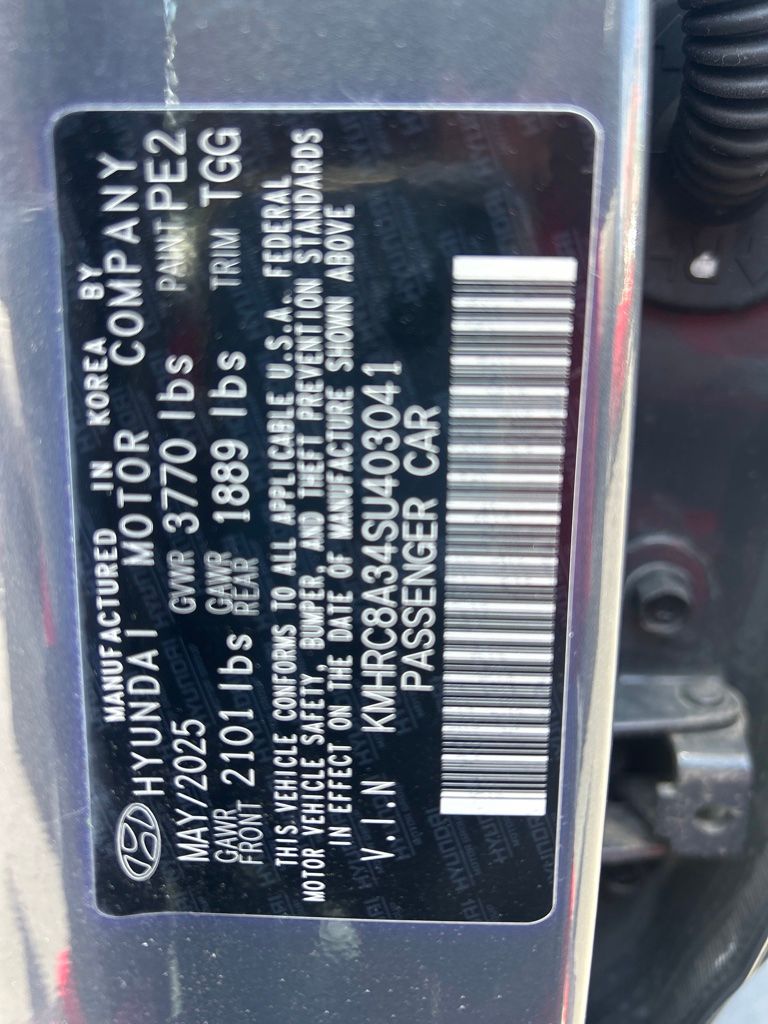 MANUFACTURED IN KOREA BY
HYUNDAI MOTOR COMPANY
MAY/2025 GVWR 3770 lbs PAINT PE2
GAWR FRONT 2101 lbs GAWR REAR 1889 lbs TRIM TGG
THIS VEHICLE CONFORMS TO ALL APPLICABLE U.S.A. FEDERAL
MOTOR VEHICLE SAFETY, BUMPER, AND THEFT PREVENTION STANDARDS
IN EFFECT ON THE DATE OF MANUFACTURE SHOWN ABOVE
V.I.N KMHRC8A34SU403041
PASSENGER CAR